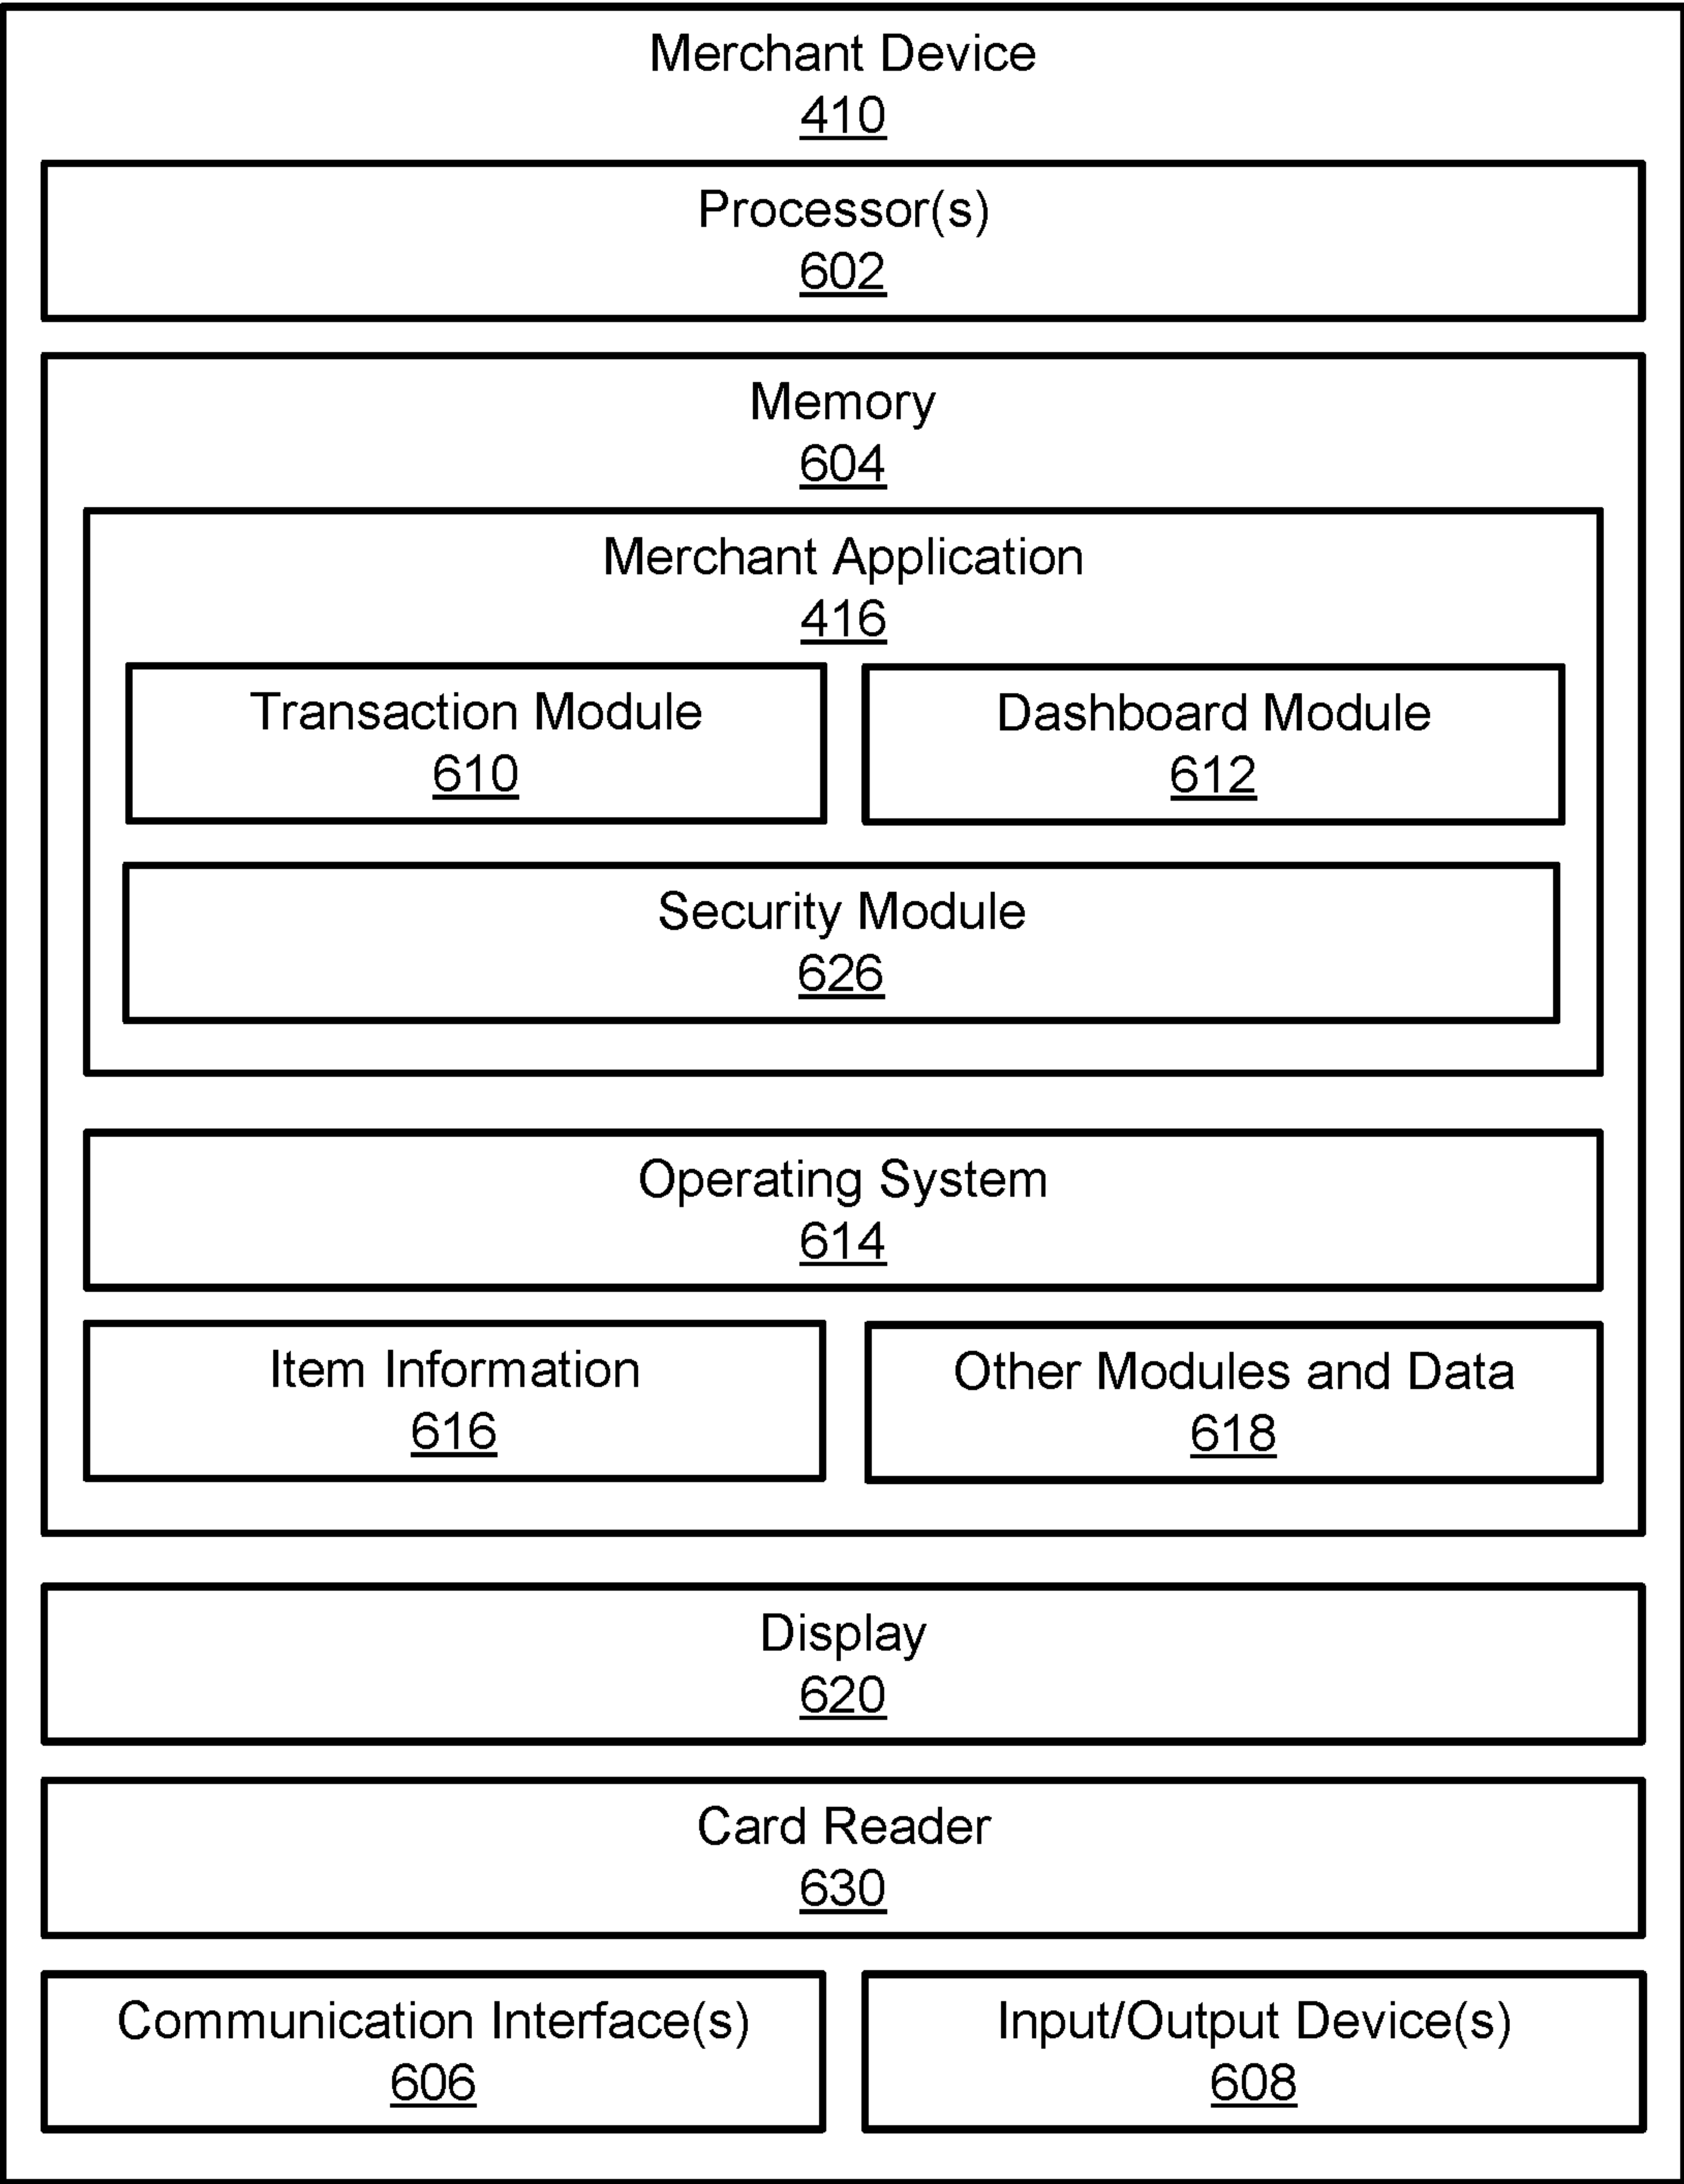 Merchant Device
410
Processor(s)
602
Memory
604
Merchant Application
416
Transaction Module
610
Dashboard Module
612
Security Module
626
Operating System
614
Item Information
616
Other Modules and Data
618
Display
620
Card Reader
630
Communication Interface(s)
606
Input/Output Device(s)
608